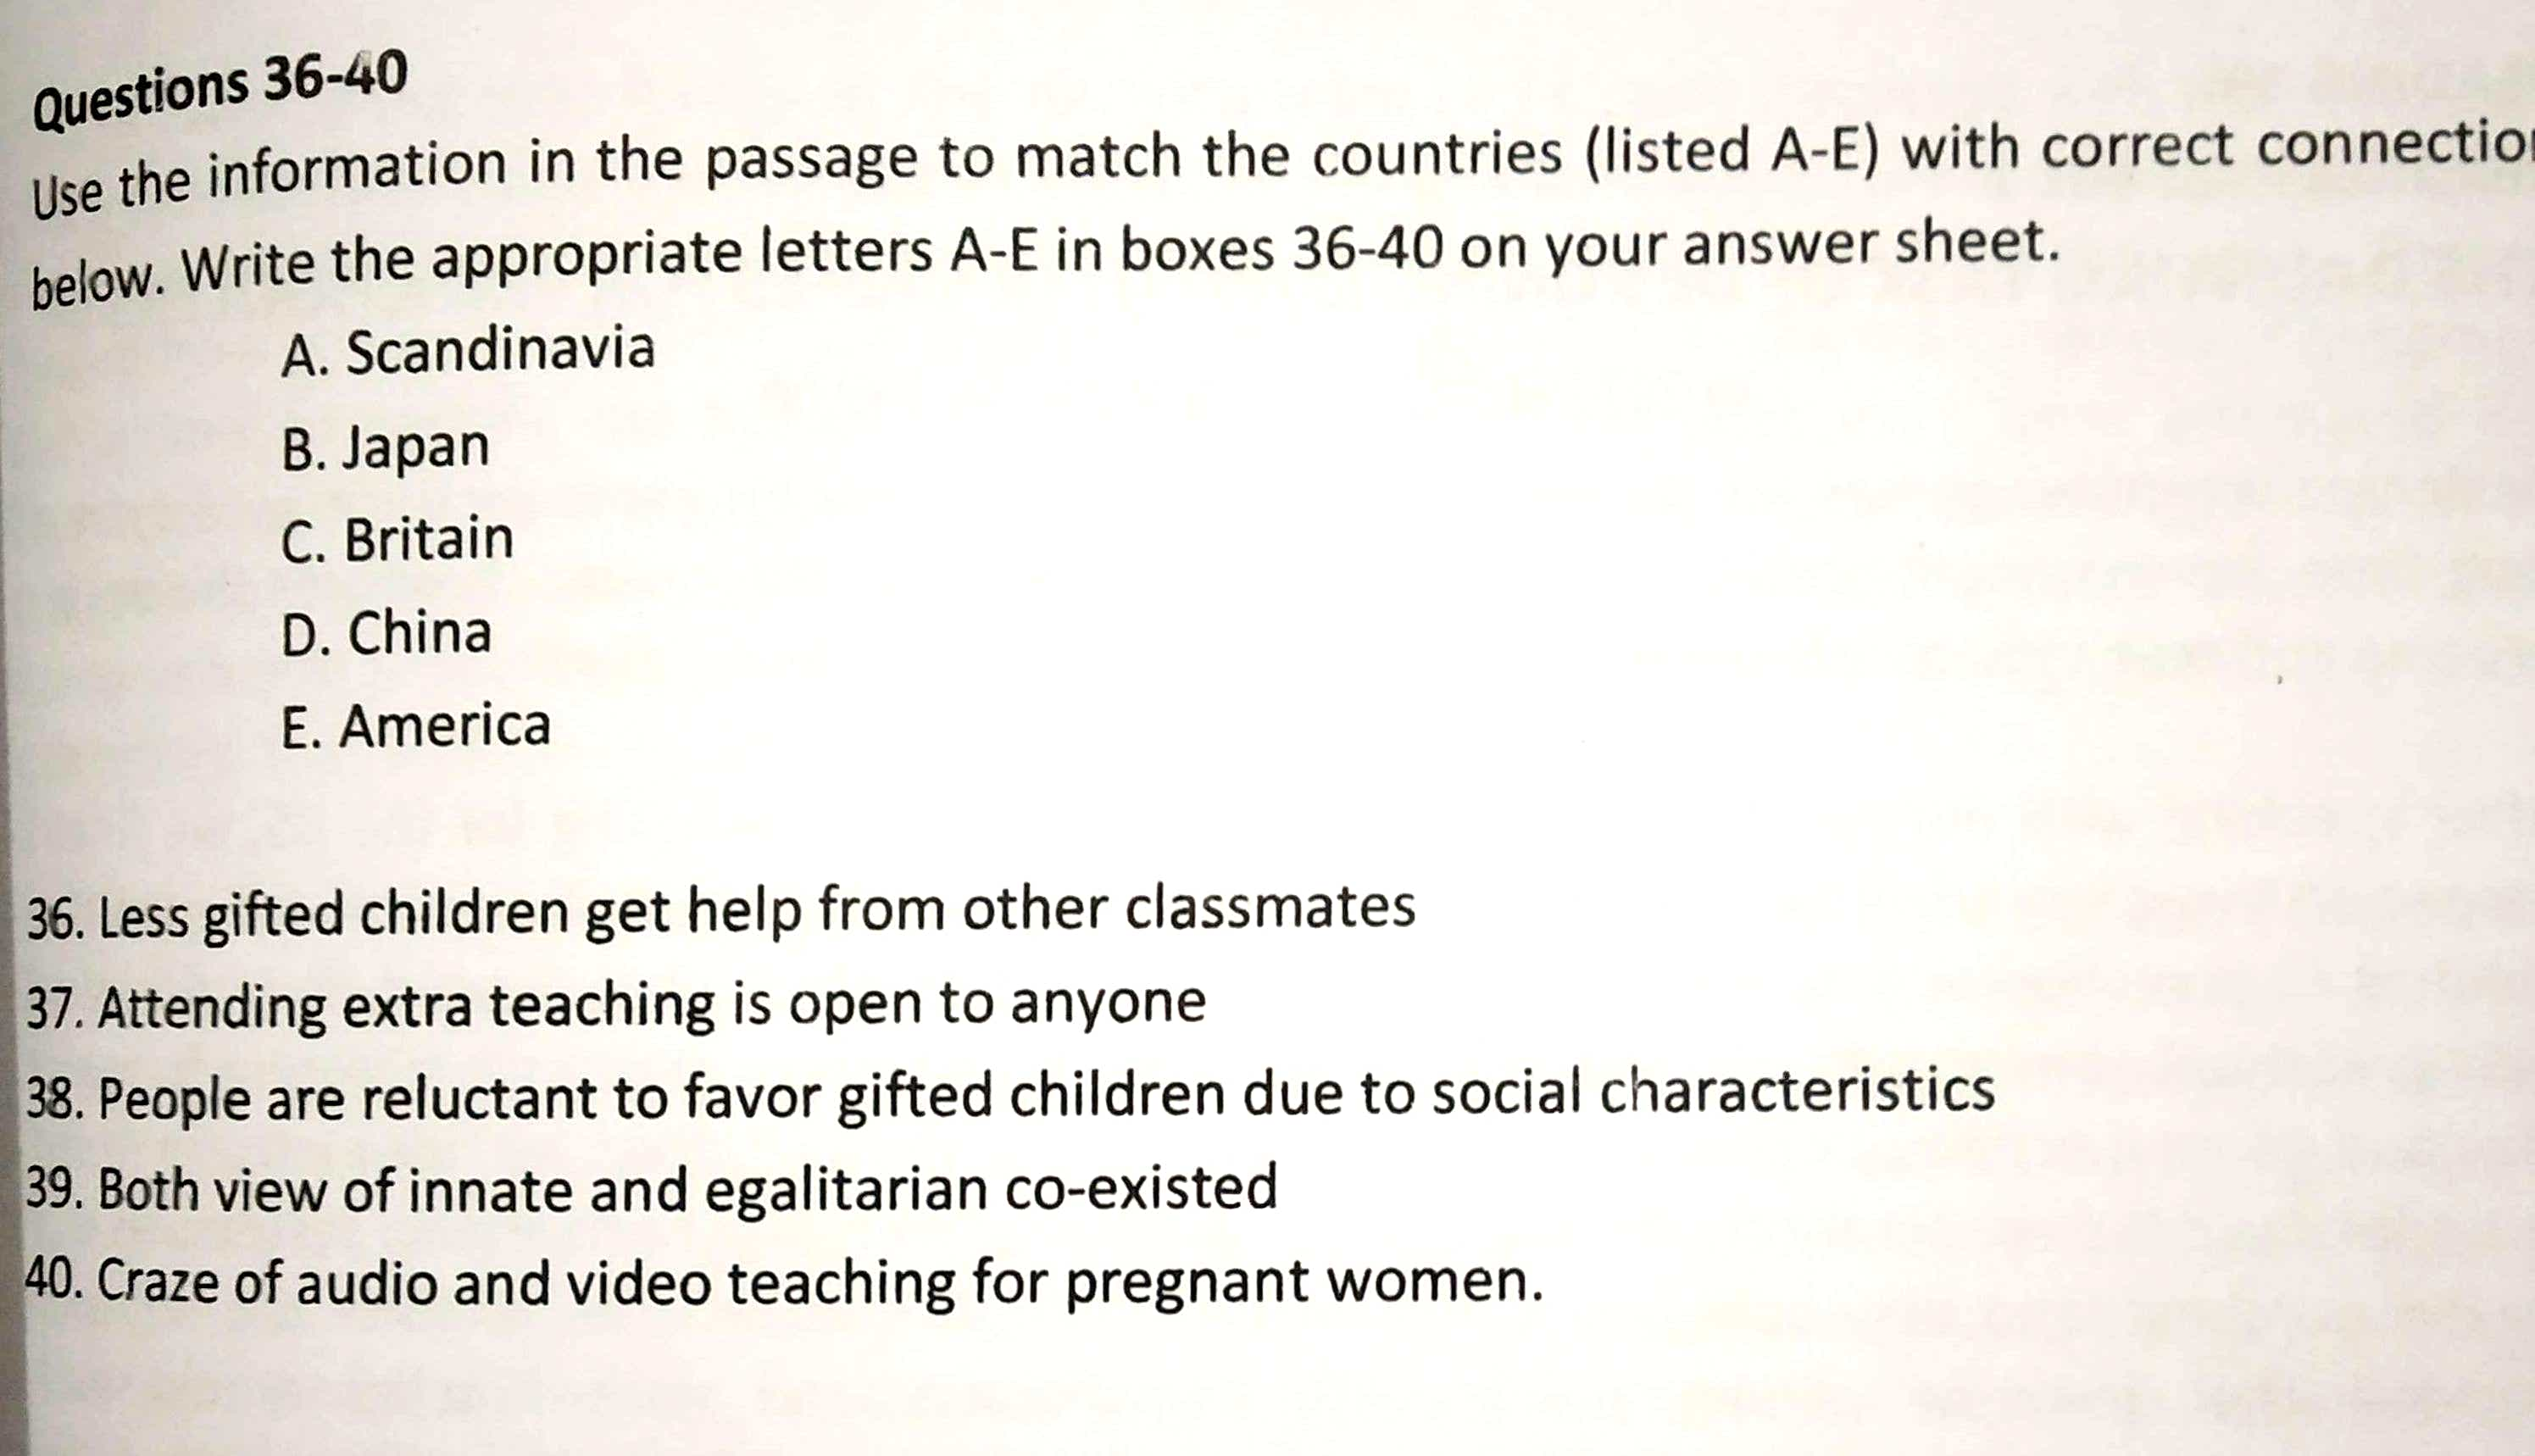 Questions 36-40
Use the information in the passage to match the countries (listed A-E) with correct
below. Write the appropriate letters A-E in boxes 36-40 on your answer sheet.
A. Scandinavia
B. Japan
C. Britain
D. China
E. America
36. Less gifted children get help from other classmates
37. Attending extra teaching is open to anyone
38. People are reluctant to favor gifted children due to social characteristics
39. Both view of innate and egalitarian co-existed
40. Craze of audio and video teaching for pregnant women.